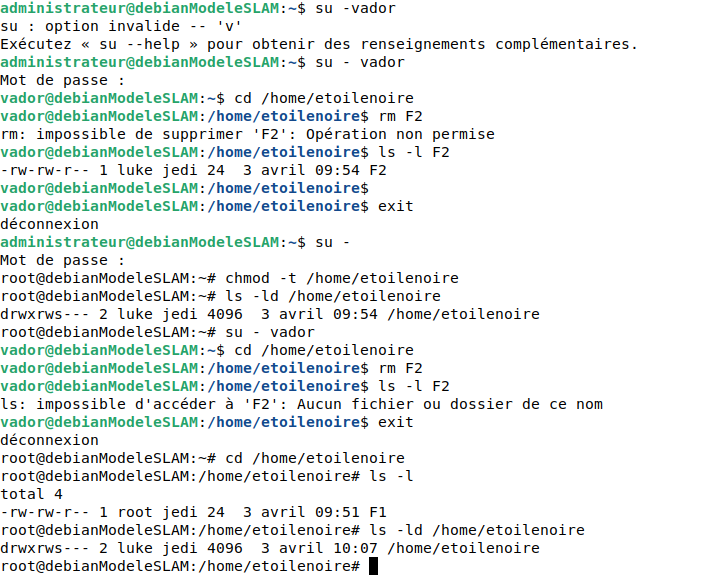 administrateur@debianModeleSLAM:~$ su -vador
su : option invalide -- 'v'
Exécutez « su --help » pour obtenir des renseignements complémentaires.
administrateur@debianModeleSLAM:~$ su - vador
Mot de passe :
vador@debianModeleSLAM:~$ cd /home/etoilenoire
vador@debianModeleSLAM:/home/etoilenoire$ rm F2
rm: impossible de supprimer 'F2': Opération non permise
vador@debianModeleSLAM:/home/etoilenoire$ ls -l F2
-rw-rw-r-- 1 luke jedi 24  3 avril 09:54 F2
vador@debianModeleSLAM:/home/etoilenoire$
vador@debianModeleSLAM:/home/etoilenoire$ exit
déconnexion
administrateur@debianModeleSLAM:~$ su -
Mot de passe :
root@debianModeleSLAM:~# chmod -t /home/etoilenoire
root@debianModeleSLAM:~# ls -ld /home/etoilenoire
drwxrws--- 2 luke jedi 4096  3 avril 09:54 /home/etoilenoire
root@debianModeleSLAM:~# su - vador
vador@debianModeleSLAM:~$ cd /home/etoilenoire
vador@debianModeleSLAM:/home/etoilenoire$ rm F2
vador@debianModeleSLAM:/home/etoilenoire$ ls -l F2
ls: impossible d'accéder à 'F2': Aucun fichier ou dossier de ce nom
vador@debianModeleSLAM:/home/etoilenoire$ exit
déconnexion
root@debianModeleSLAM:~# cd /home/etoilenoire
root@debianModeleSLAM:/home/etoilenoire# ls -l
total 4
-rw-rw-r-- 1 root jedi 24  3 avril 09:51 F1
root@debianModeleSLAM:/home/etoilenoire# ls -ld /home/etoilenoire
drwxrws--- 2 luke jedi 4096  3 avril 10:07 /home/etoilenoire
root@debianModeleSLAM:/home/etoilenoire#